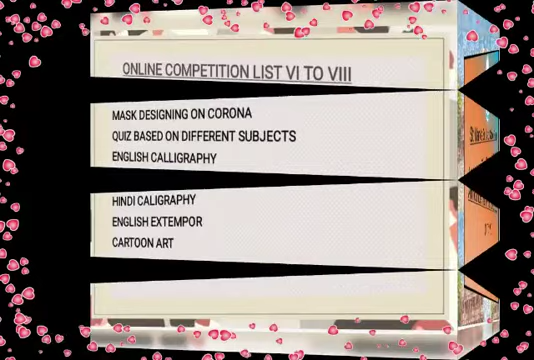 ONLINE COMPETITION LIST VI TO VIII
MASK DESIGNING ON CORONA
QUIZ BASED ON DIFFERENT SUBJECTS
ENGLISH CALLIGRAPHY
HINDI CALIGRAPHY
ENGLISH EXTEMPOR
CARTOON ART